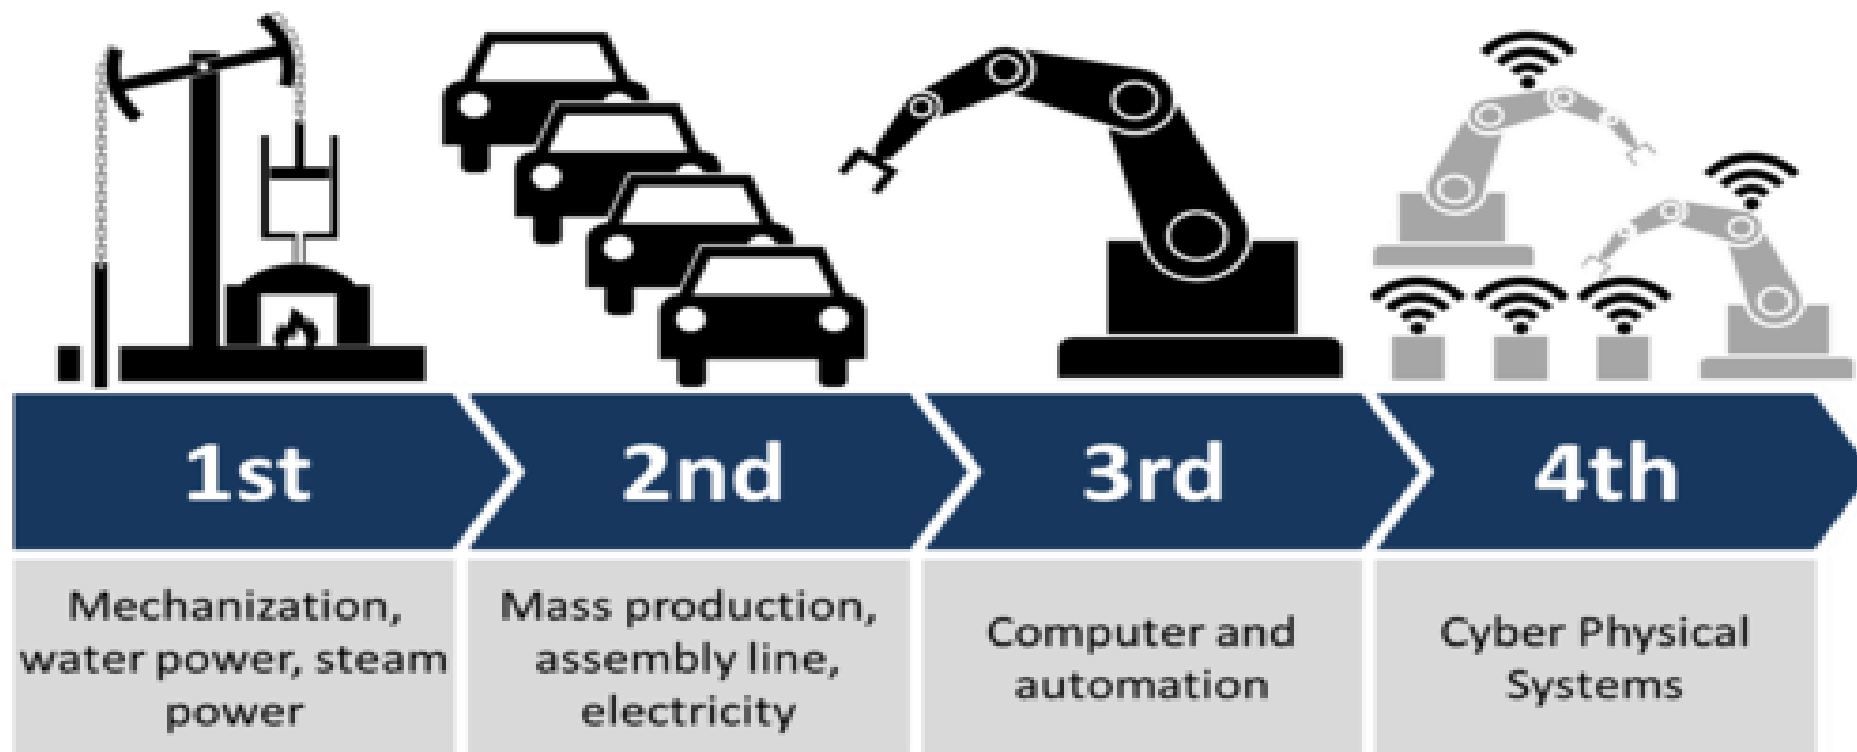 1st
2nd
3rd
4th
Mechanization,
water power, steam
power
Mass production,
assembly line,
electricity
Computer and
automation
Cyber Physical
Systems